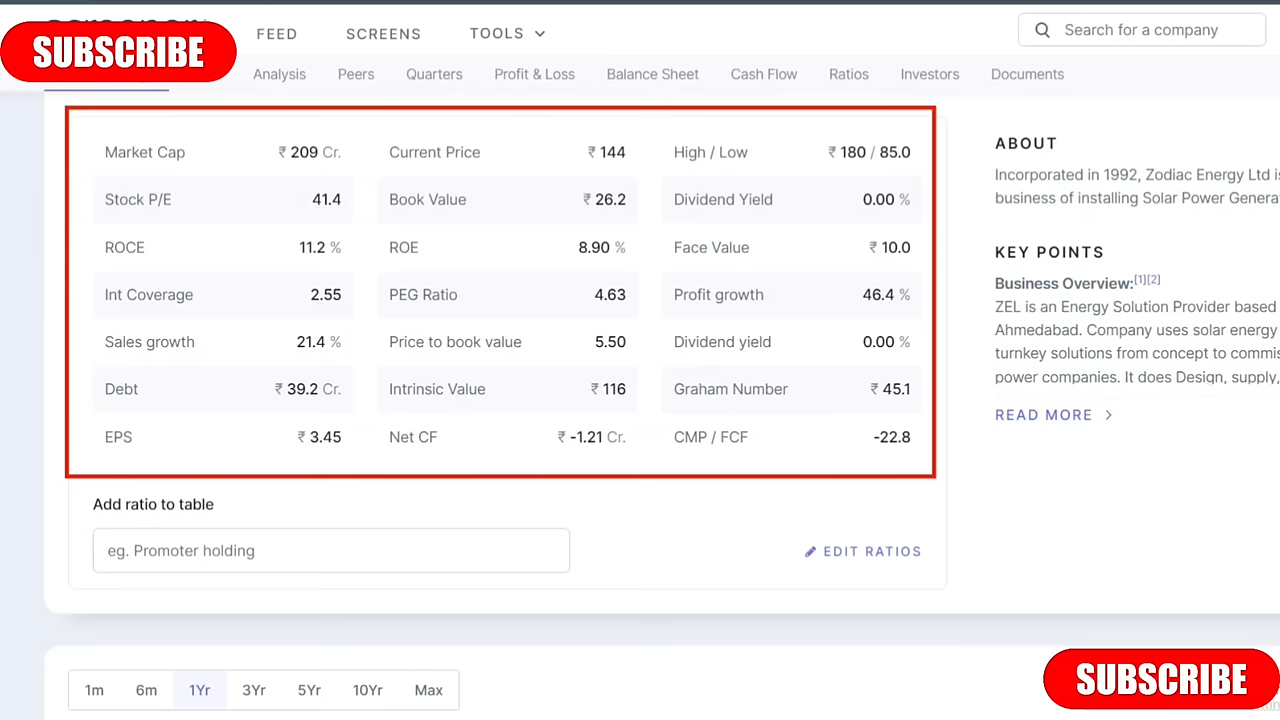 SUBSCRIBE
FEED SCREENS TOOLS
Search for a company
Analysis Peers Quarters Profit & Loss Balance Sheet Cash Flow Ratios Investors Documents
Market Cap ₹ 209 Cr. Current Price ₹ 144 High / Low ₹ 180 / 85.0
Stock P/E 41.4 Book Value ₹ 26.2 Dividend Yield 0.00 %
ROCE 11.2 % ROE 8.90 % Face Value ₹ 10.0
Int Coverage 2.55 PEG Ratio 4.63 Profit growth 46.4 %
Sales growth 21.4 % Price to book value 5.50 Dividend yield 0.00 %
Debt ₹ 39.2 Cr. Intrinsic Value ₹ 116 Graham Number ₹ 45.1
EPS ₹ 3.45 Net CF ₹ -1.21 Cr. CMP / FCF -22.8
Add ratio to table
eg. Promoter holding
EDIT RATIOS
ABOUT
Incorporated in 1992, Zodiac Energy Ltd
business of installing Solar Power
KEY POINTS
Business Overview:[1][2]
ZEL is an Energy Solution Provider based
Ahmedabad. Company uses solar energy
turnkey solutions from concept to
power companies. It does Design, supply,
READ MORE
1m 6m 1Yr 3Yr 5Yr 10Yr Max
SUBSCRIBE